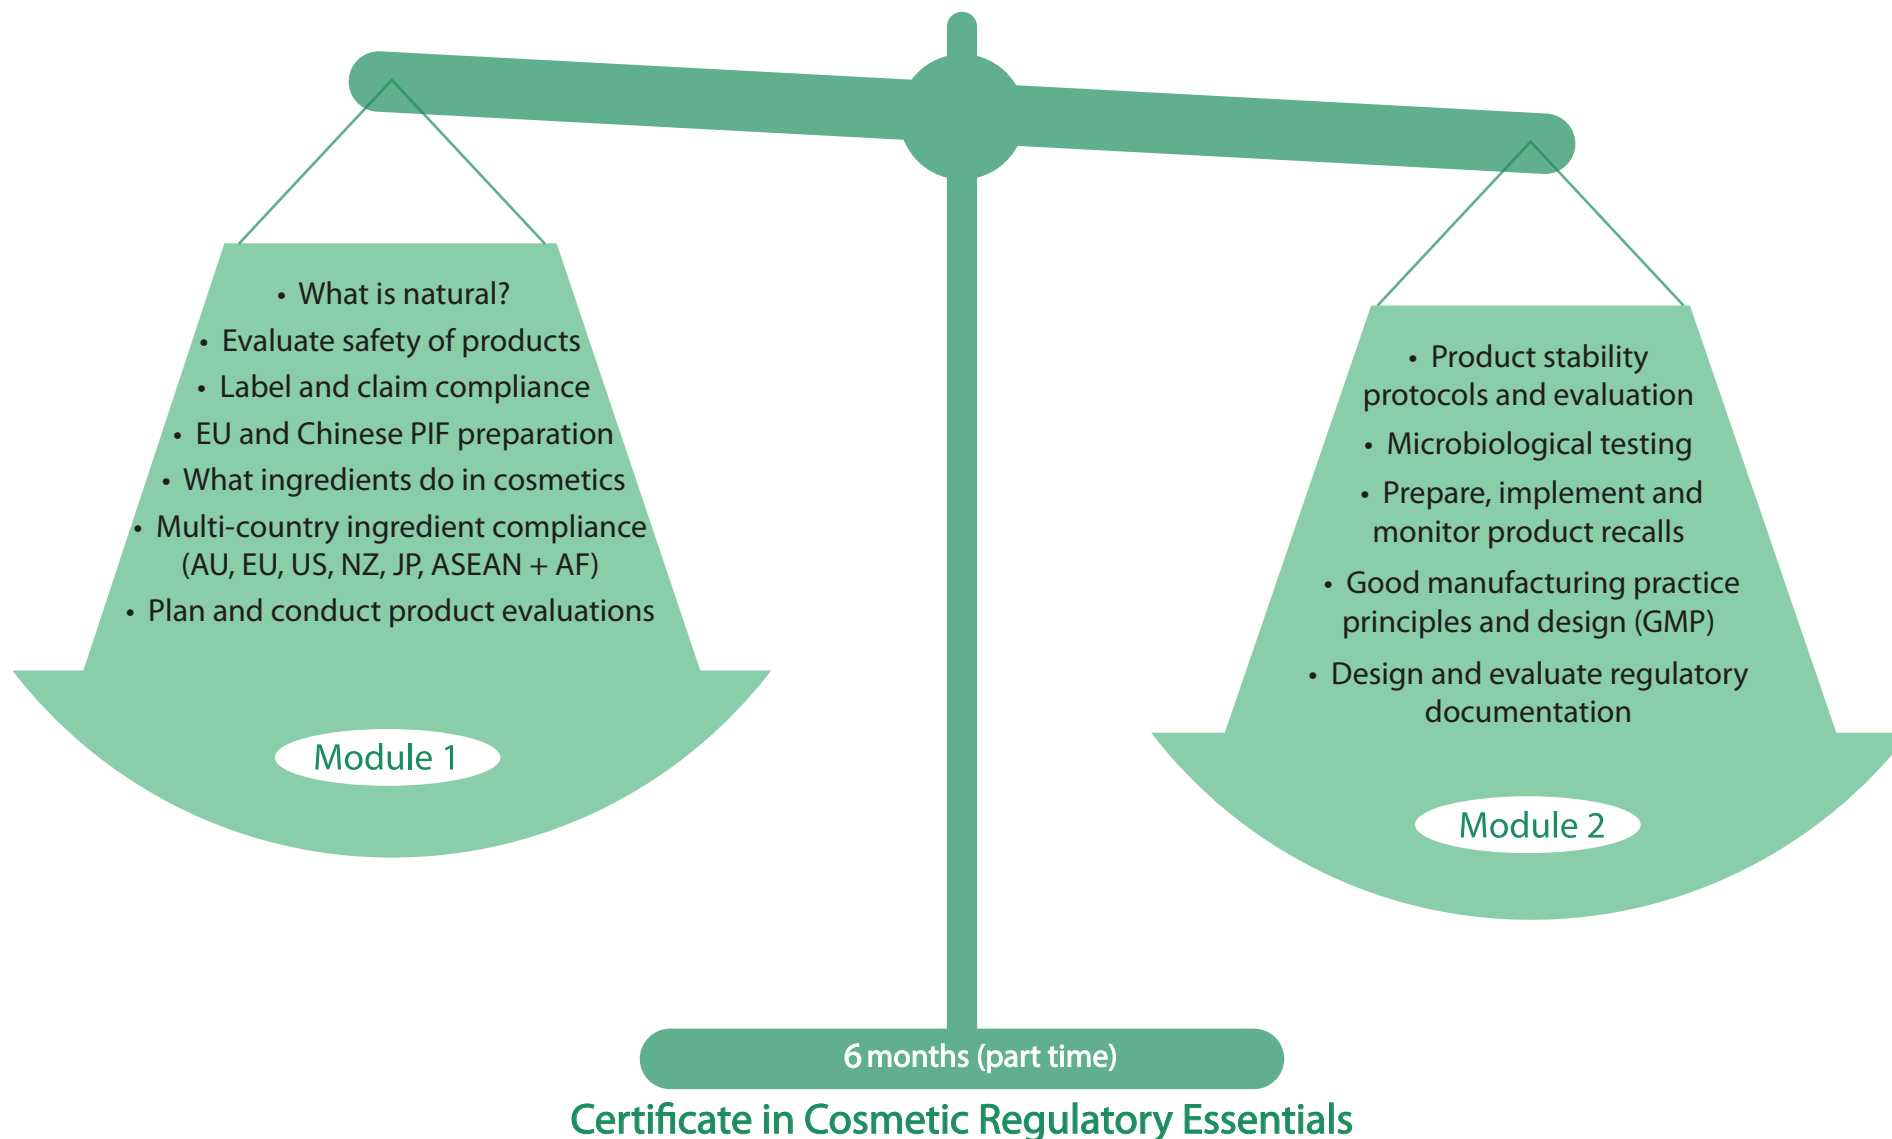 • What is natural?
• Evaluate safety of products
• Label and claim compliance
• EU and Chinese PIF preparation
• What ingredients do in cosmetics
• Multi-country ingredient compliance
(AU, EU, US, NZ, JP, ASEAN + AF)
• Plan and conduct product evaluations
Module 1
• Product stability
protocols and evaluation
• Microbiological testing
• Prepare, implement and
monitor product recalls
• Good manufacturing practice
principles and design (GMP)
• Design and evaluate regulatory
documentation
Module 2
6 months (part time)
Certificate in Cosmetic Regulatory Essentials